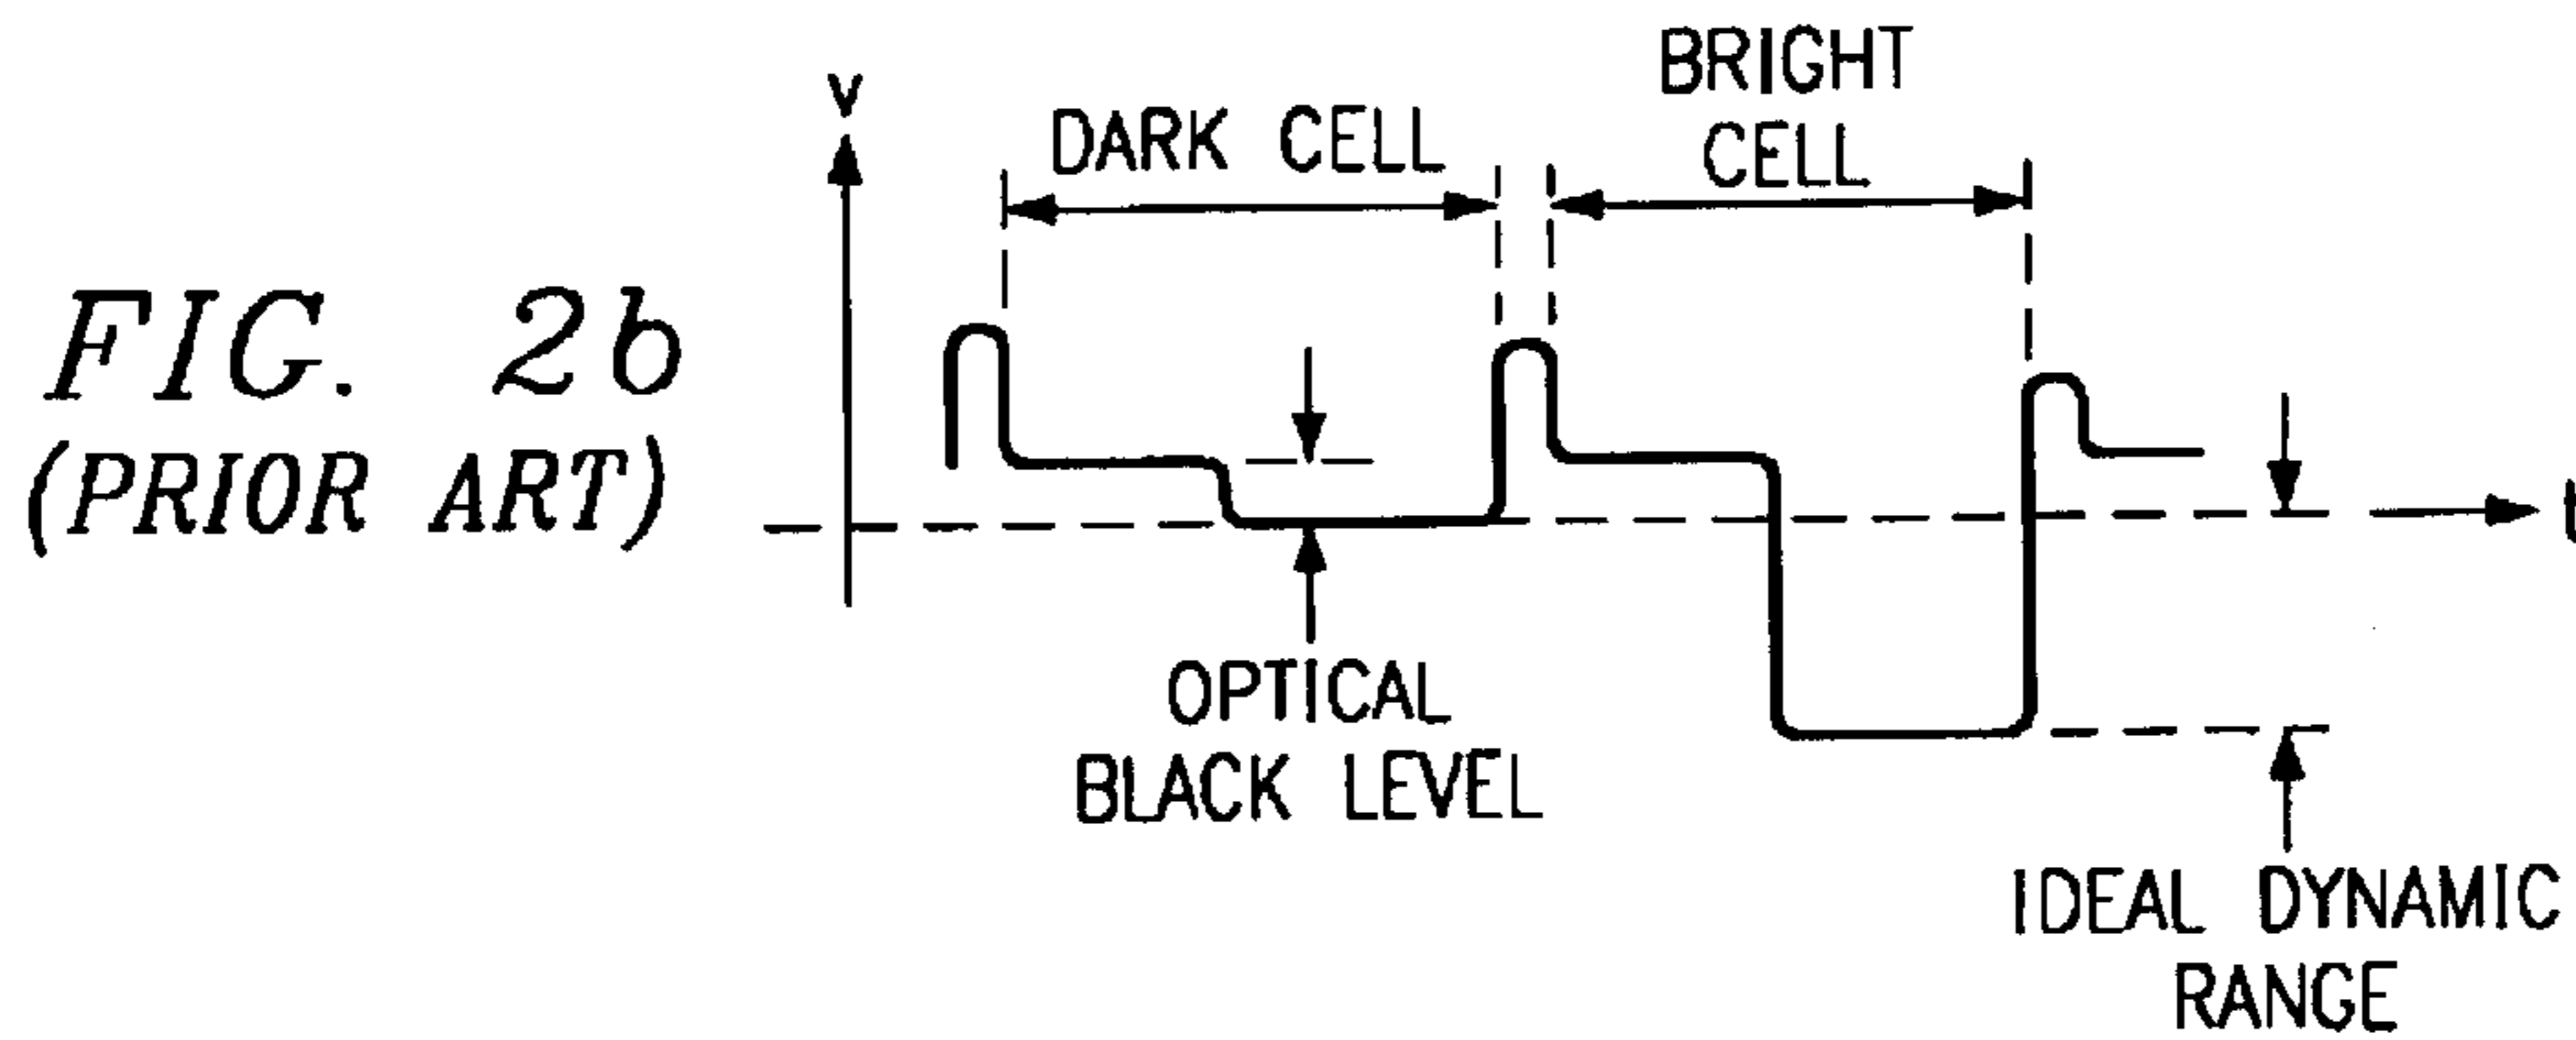 FIG. 2b
(PRIOR ART)
V
DARK CELL
BRIGHT
CELL
OPTICAL
BLACK LEVEL
t
IDEAL DYNAMIC
RANGE